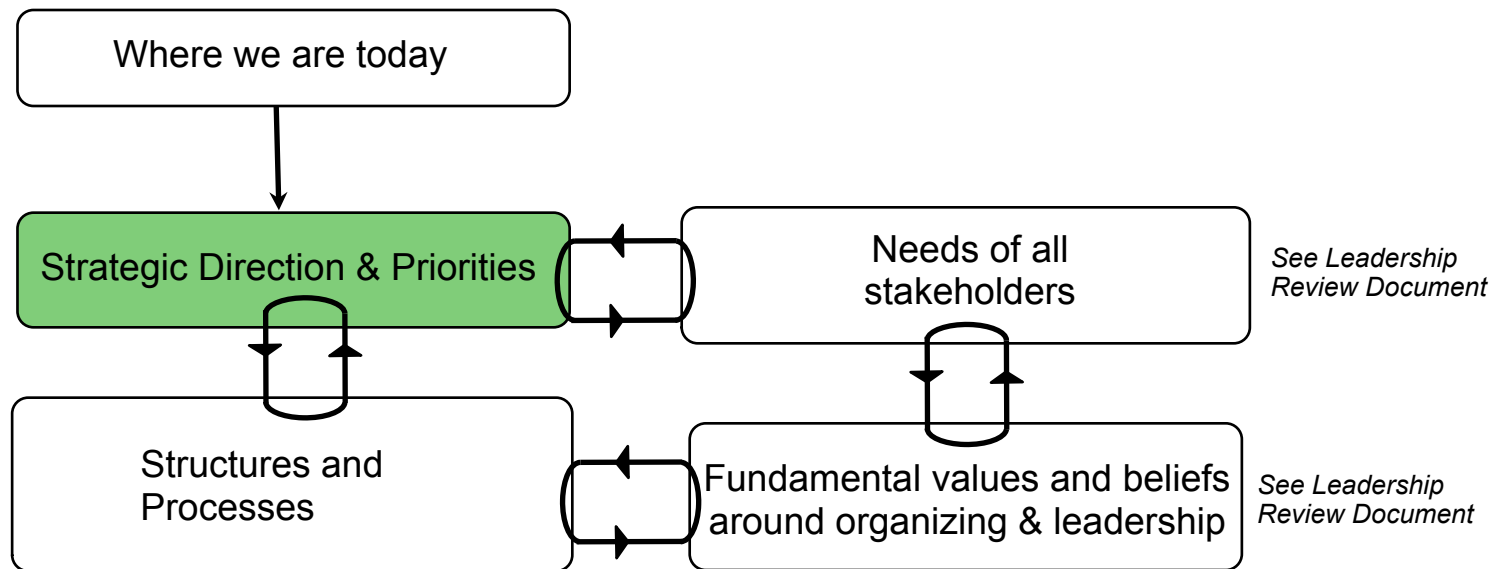 Where we are today
Strategic Direction & Priorities
Needs of all
stakeholders
See Leadership
Review Document
Structures and
Processes
Fundamental values and beliefs
around organizing & leadership
See Leadership
Review Document